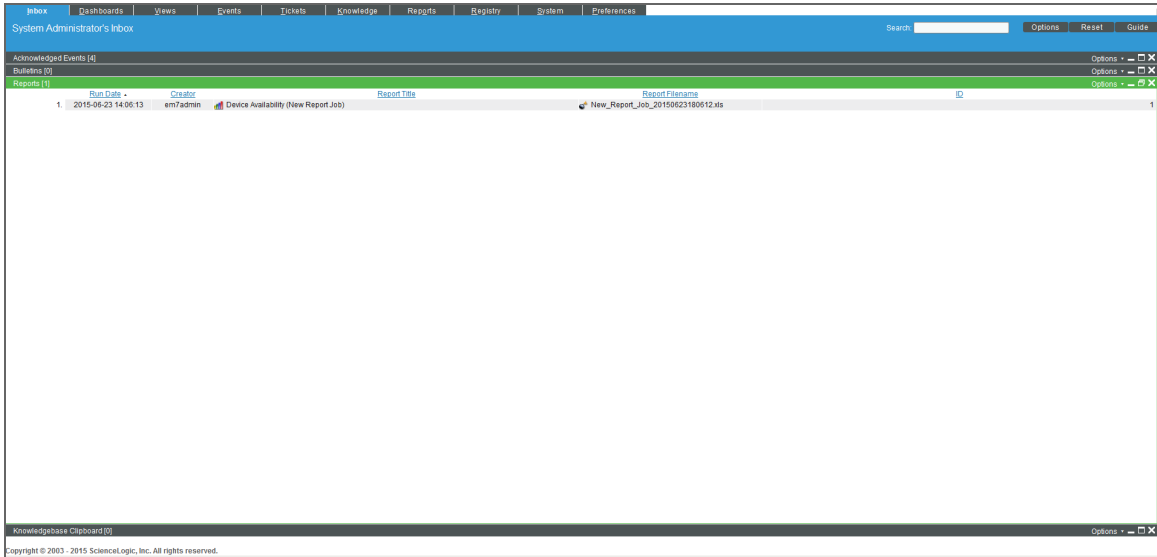 Inbox Dashboards Views Events Tickets Knowledge Reports Registry System Preferences
System Administrator's Inbox Search: Options Reset Guide
Acknowledged Events [4] Options
Bulletins [0] Options
Reports [1] Options
Run Date Creator Report Title Report Filename ID
1. 2015-06-23 14:06:13 em7admin Device Availability (New Report Job) New_Report_Job_20150623180612.xls 1
Knowledgebase Clipboard [0] Options
Copyright © 2003 - 2015 ScienceLogic, Inc. All rights reserved.